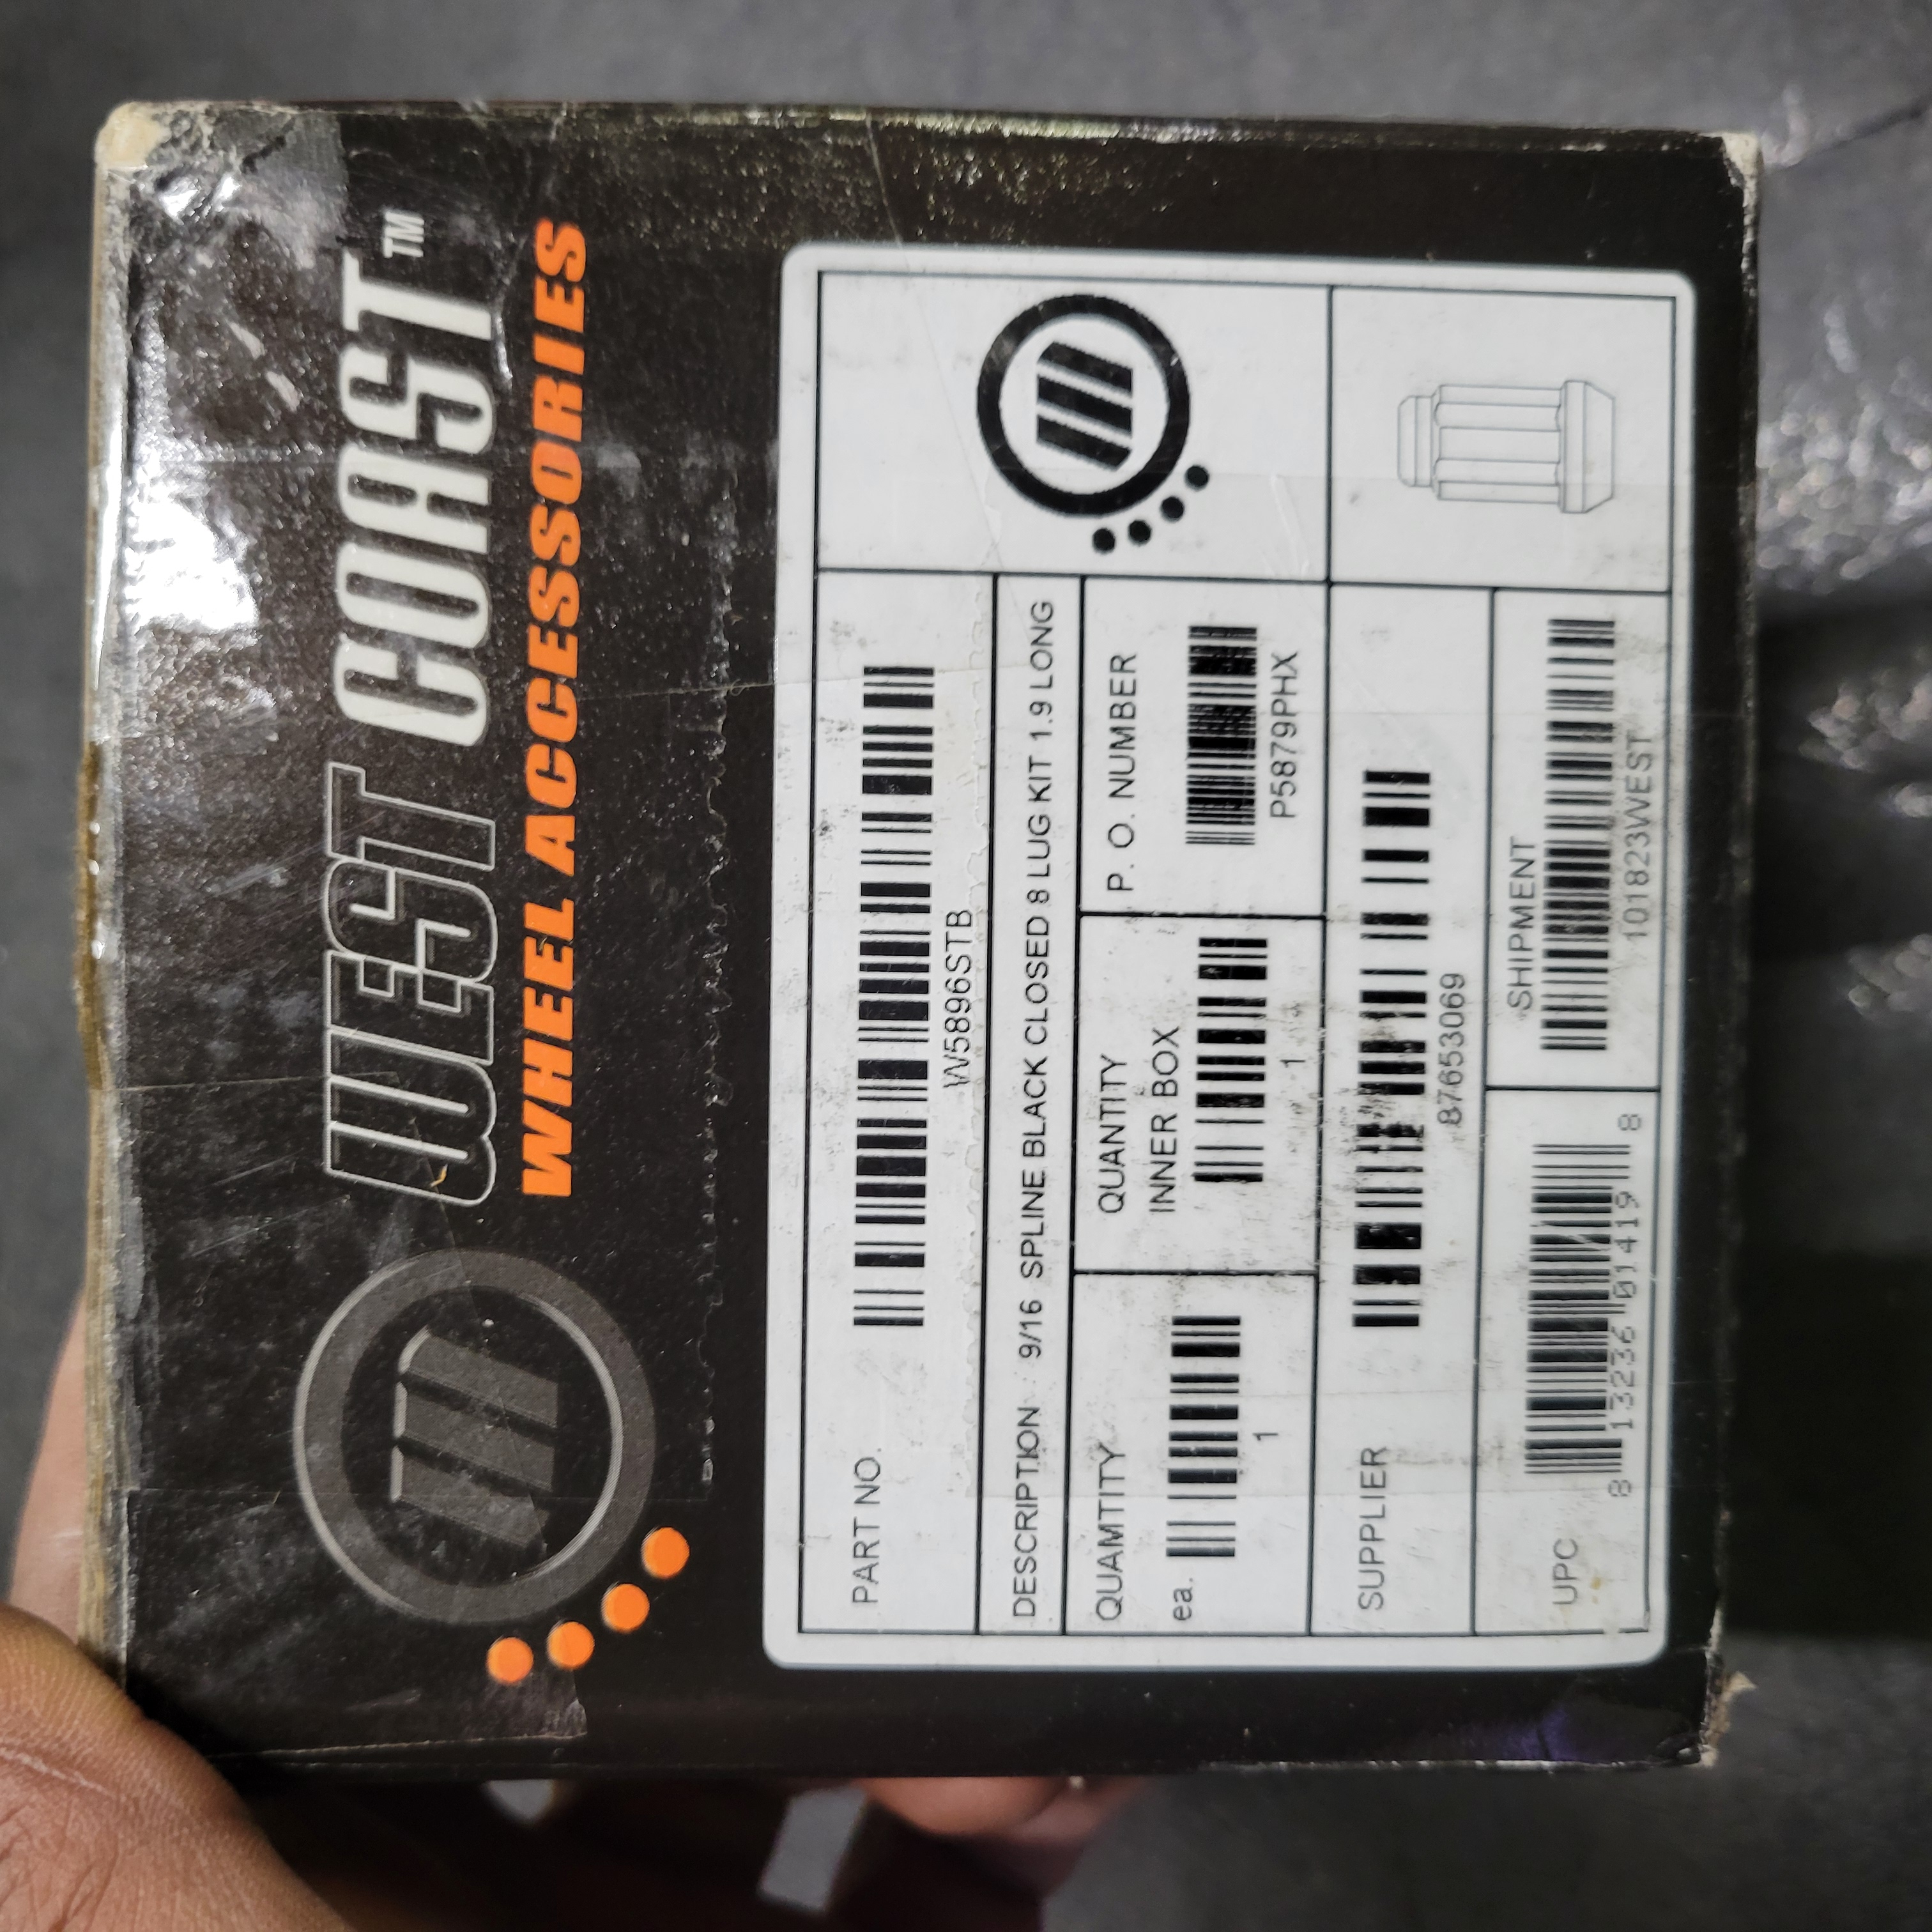 WEST COAST™
WHEEL ACCESSORIES
PART NO.
W5896STB
DESCRIPTION : 9/16 SPLINE BLACK CLOSED 8 LUG KIT 1.9 LONG
QUAMTITY
ea.
1
QUANTITY
INNER BOX
1
P. O. NUMBER
P5879PHX
SUPPLIER
87653069
UPC
8 13236 01419 8
SHIPMENT
101823WEST